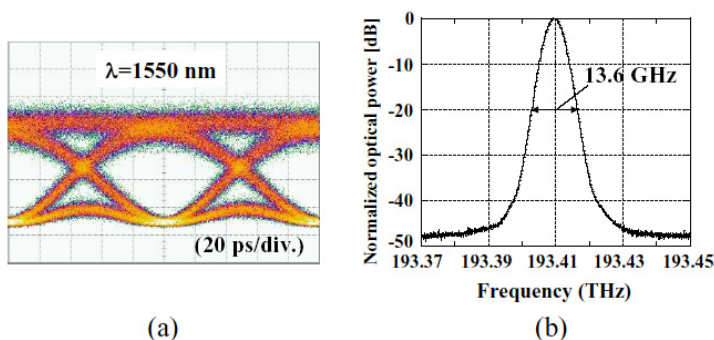 λ=1550 nm
(20 ps/div.)
(a)
Normalized optical power [dB]
0
-10
-20
-30
-40
-50
13.6 GHz
193.37 193.39 193.41 193.43 193.45
Frequency (THz)
(b)